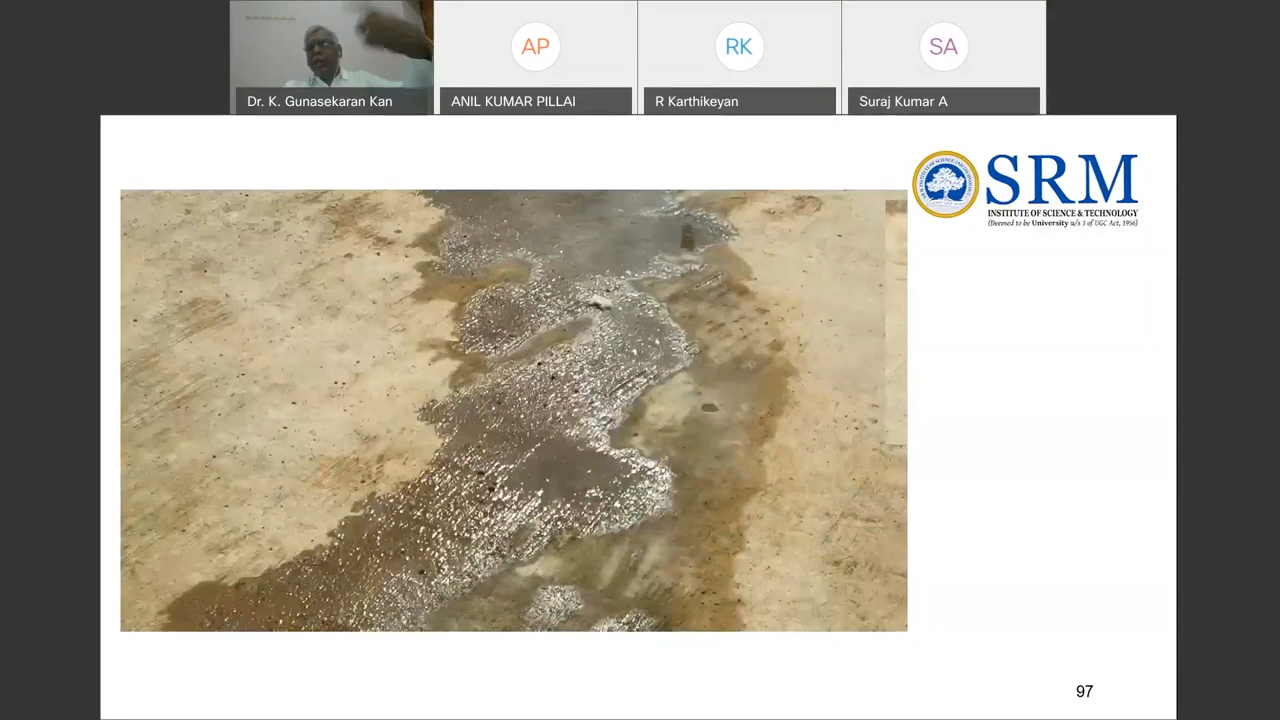 AP
RK
SA
Dr. K. Gunasekaran Kan
ANIL KUMAR PILLAI
R Karthikeyan
Suraj Kumar A
SRM
INSTITUTE OF SCIENCE & TECHNOLOGY
(Deemed to be University u/s 3 of UGC Act, 1956)
97